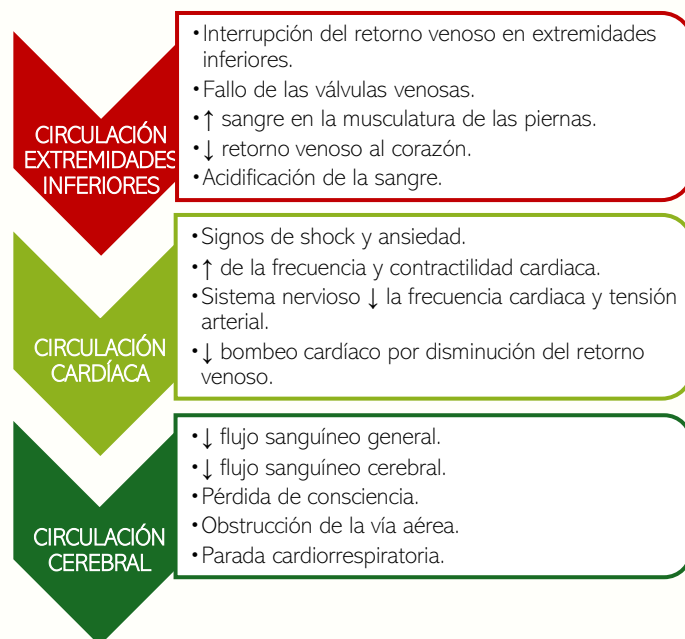 CIRCULACIÓN
EXTREMIDADES
INFERIORES
•Interrupción del retorno venoso en extremidades
inferiores.
•Fallo de las válvulas venosas.
•↑ sangre en la musculatura de las piernas.
•↓ retorno venoso al corazón.
•Acidificación de la sangre.
CIRCULACIÓN
CARDÍACA
•Signos de shock y ansiedad.
•↑ de la frecuencia y contractilidad cardiaca.
•Sistema nervioso ↓ la frecuencia cardiaca y tensión
arterial.
•↓ bombeo cardíaco por disminución del retorno
venoso.
CIRCULACIÓN
CEREBRAL
•↓ flujo sanguíneo general.
•↓ flujo sanguíneo cerebral.
•Pérdida de consciencia.
•Obstrucción de la vía aérea.
•Parada cardiorrespiratoria.